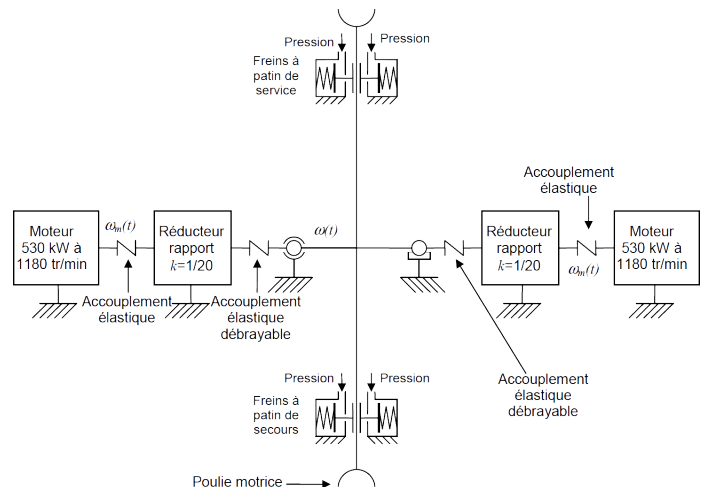 Pression
Pression
Freins à
patin de
service
Accouplement
élastique
Moteur
530 kW à
1180 tr/min
ωm(t)
Réducteur
rapport
k=1/20
ω(t)
Réducteur
rapport
k=1/20
ωm(t)
Moteur
530 kW à
1180 tr/min
Accouplement
élastique
Accouplement
élastique
débrayable
Pression
Pression
Freins à
patin de
secours
Accouplement
élastique
débrayable
Poulie motrice